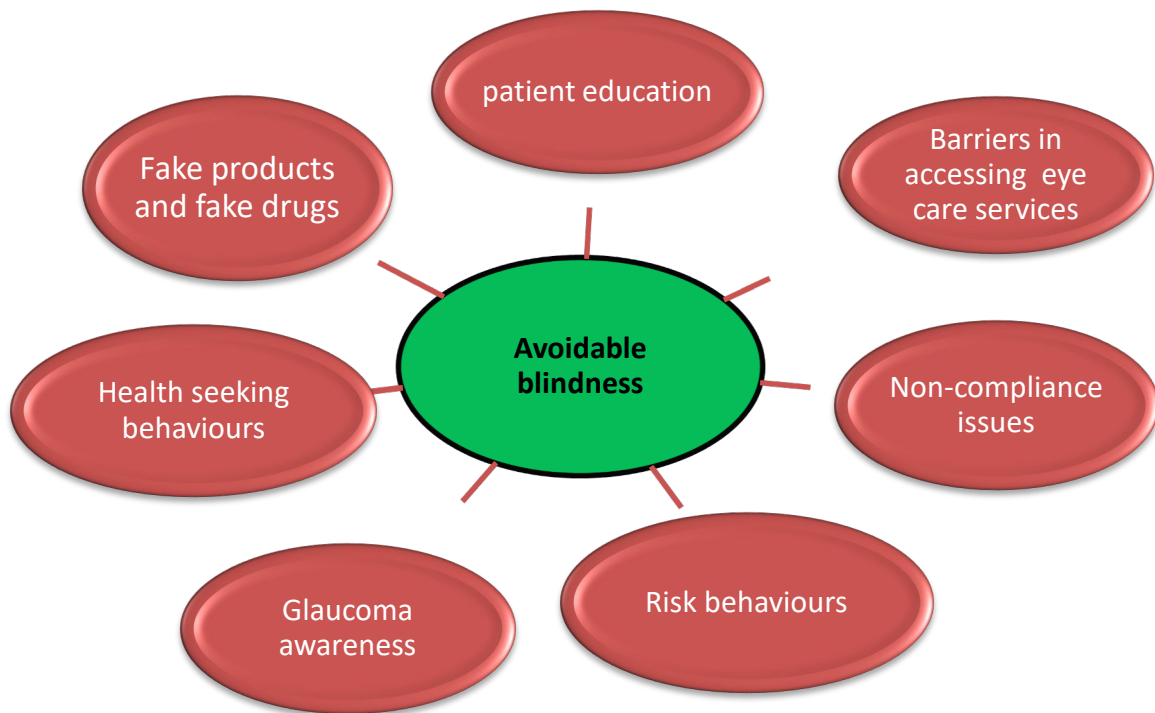 patient education
Fake products
and fake drugs
Barriers in
accessing  eye
care services
Avoidable
blindness
Health seeking
behaviours
Non-compliance
issues
Glaucoma
awareness
Risk behaviours